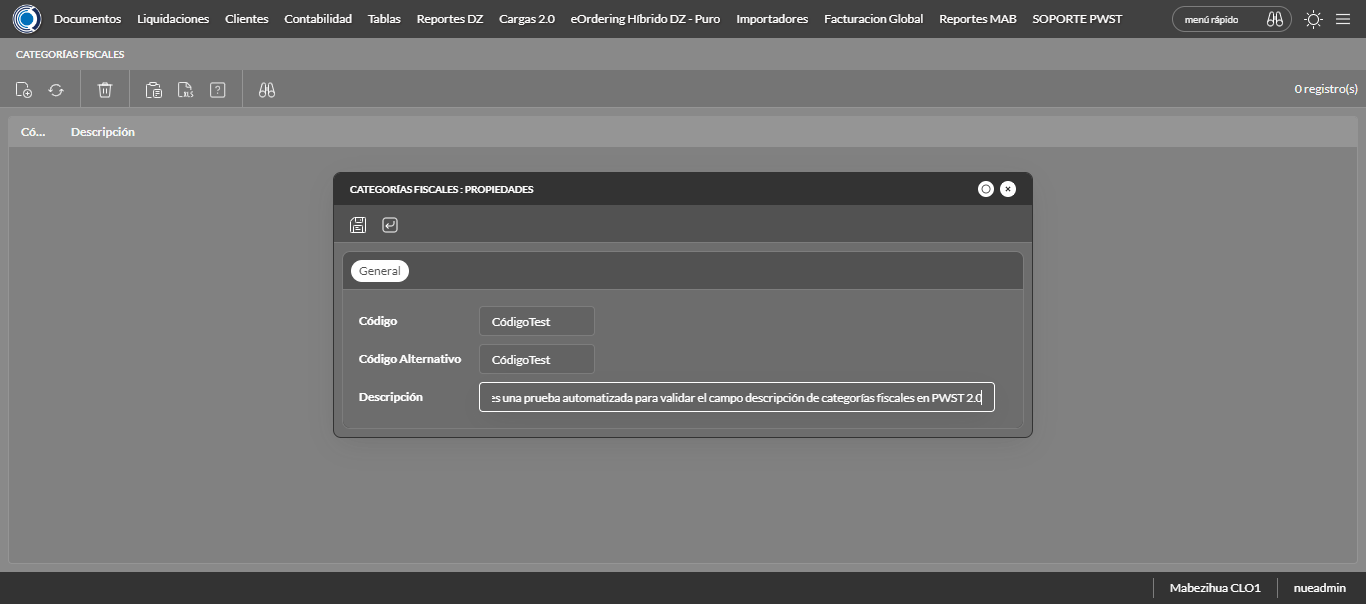 Documentos Liquidaciones Clientes Contabilidad Tablas Reportes DZ Cargas 2.0 eOrdering Híbrido DZ - Puro Importadores Facturacion Global Reportes MAB SOPORTE PWST menú rápido
CATEGORÍAS FISCALES
XLS ? 0 registro(s)
Có... Descripción
CATEGORÍAS FISCALES : PROPIEDADES
General
Código CódigoTest
Código Alternativo CódigoTest
Descripción es una prueba automatizada para validar el campo descripción de categorías fiscales en PWST 2.0
Mabezihua CLO1 nueadmin